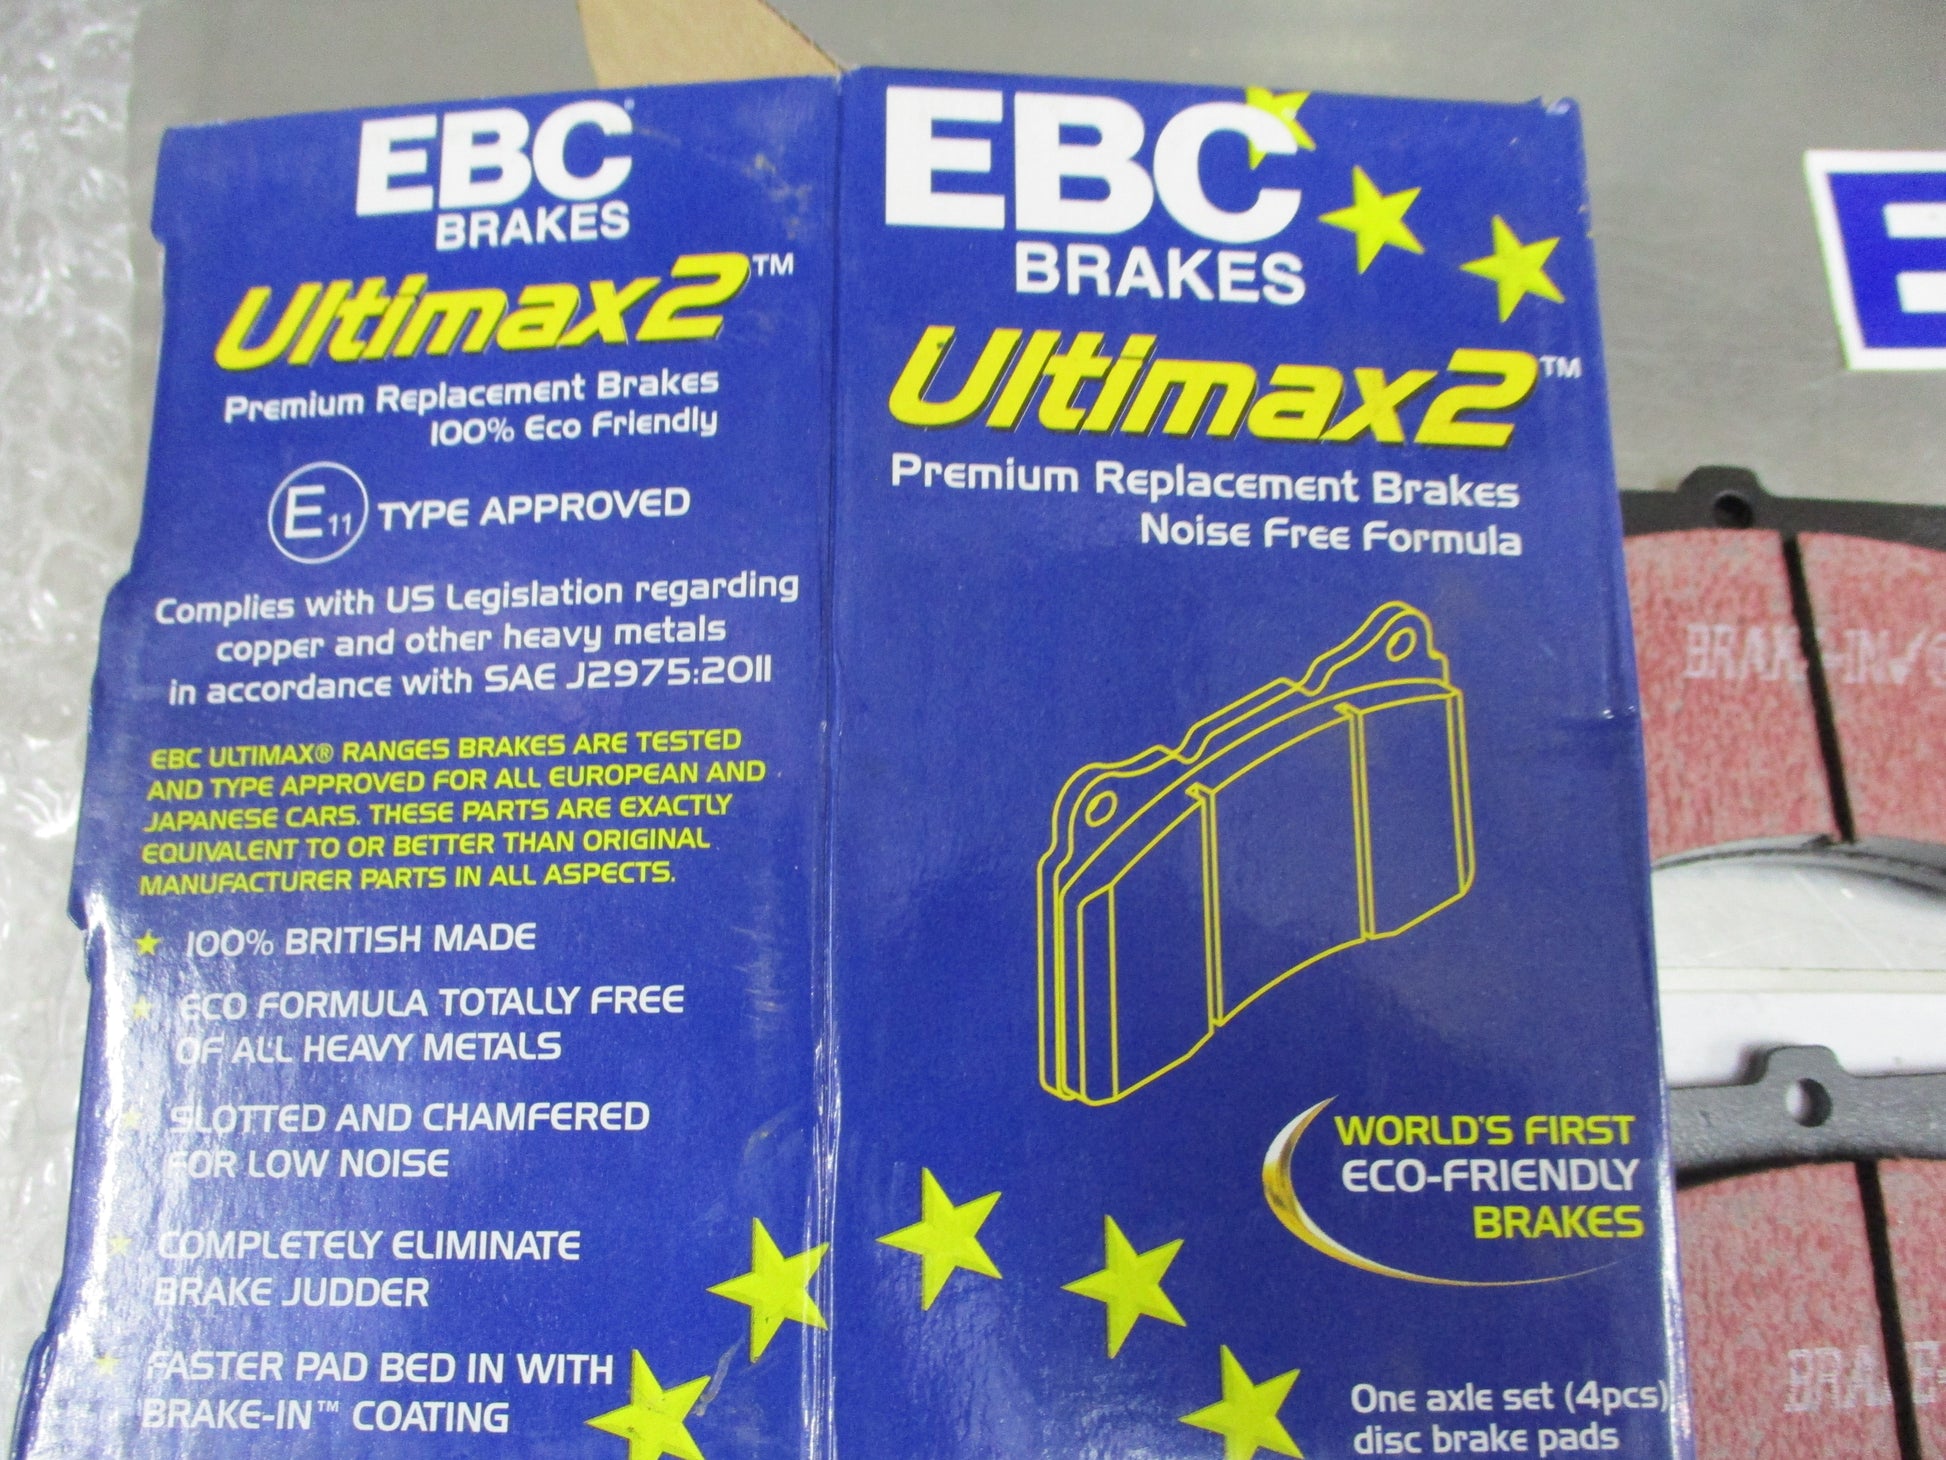 EBC
BRAKES
Ultimax2™
Premium Replacement Brakes
100% Eco Friendly
E11 TYPE APPROVED
Complies with US Legislation regarding
copper and other heavy metals
in accordance with SAE J2975:2011
EBC ULTIMAX® RANGES BRAKES ARE TESTED
AND TYPE APPROVED FOR ALL EUROPEAN AND
JAPANESE CARS. THESE PARTS ARE EXACTLY
EQUIVALENT TO OR BETTER THAN ORIGINAL
MANUFACTURER PARTS IN ALL ASPECTS.
100% BRITISH MADE
ECO FORMULA TOTALLY FREE
OF ALL HEAVY METALS
SLOTTED AND CHAMFERED
FOR LOW NOISE
COMPLETELY ELIMINATE
BRAKE JUDDER
FASTER PAD BED IN WITH
BRAKE-IN™ COATING
EBC
BRAKES
Ultimax2™
Premium Replacement Brakes
Noise Free Formula
WORLD'S FIRST
ECO-FRIENDLY
BRAKES
One axle set (4pcs)
disc brake pads
E
BRAKE-IN
BRAKE-